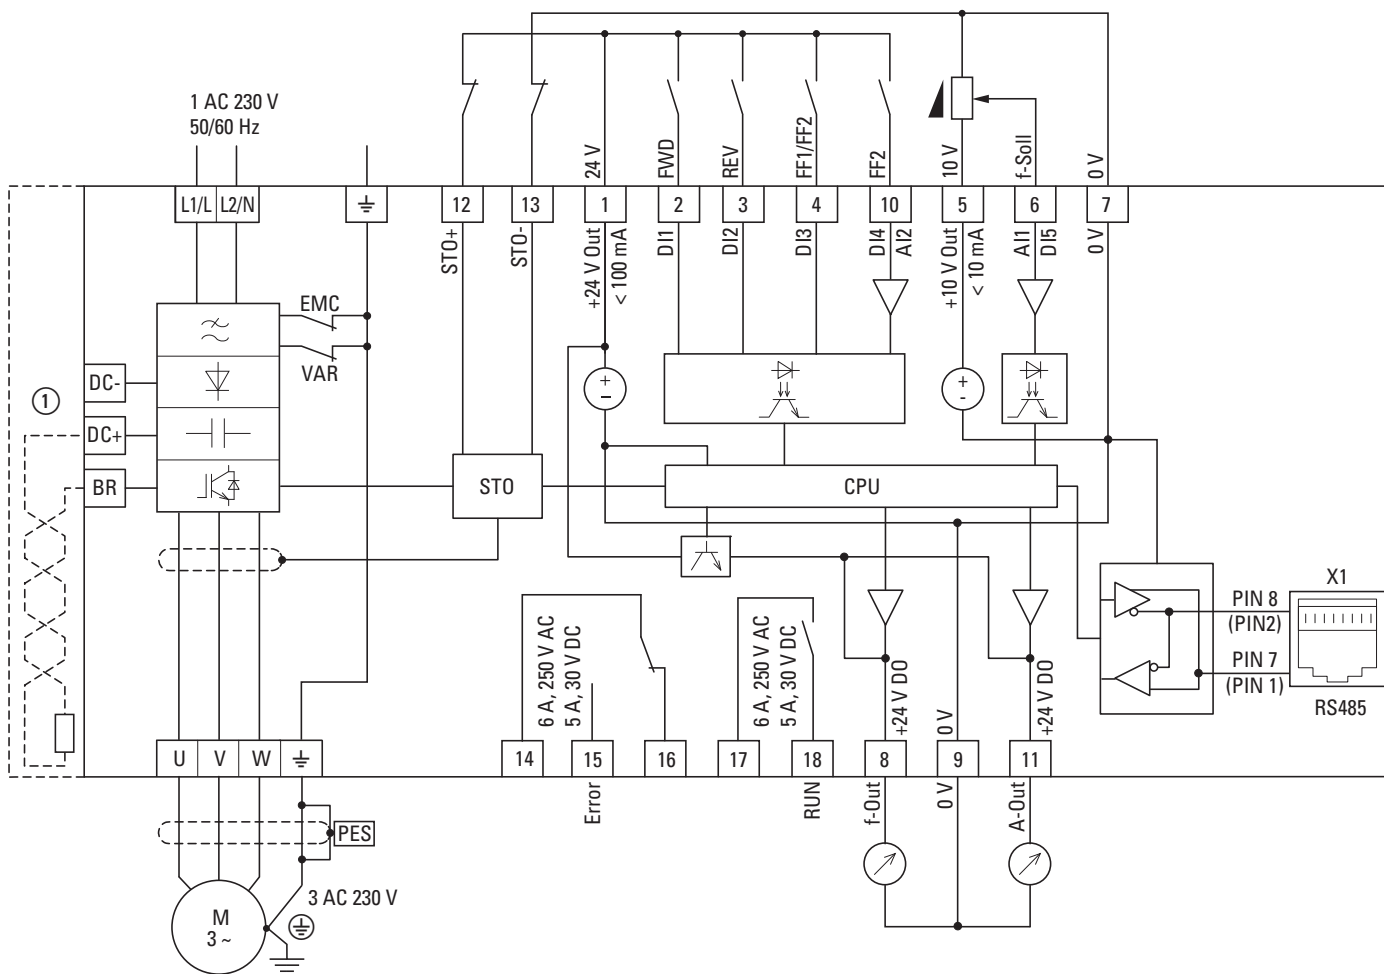 1 AC 230 V
50/60 Hz
24 V
FWD
REV
FF1/FF2
FF2
10 V
f-Soll
0 V
L1/L
L2/N
12
13
1
2
3
4
10
5
6
7
STO+
STO-
+24 V Out
< 100 mA
DI1
DI2
DI3
DI4
AI2
+10 V Out
< 10 mA
AI1
DI5
0 V
EMC
VAR
DC-
1
DC+
BR
+
−
+
-
STO
CPU
X1
PIN 8
(PIN2)
PIN 7
(PIN 1)
RS485
6 A, 250 V AC
5 A, 30 V DC
6 A, 250 V AC
5 A, 30 V DC
+24 V DO
0 V
+24 V DO
U
V
W
14
15
16
17
18
8
9
11
Error
RUN
f-Out
0 V
A-Out
PES
3 AC 230 V
M
3 ~